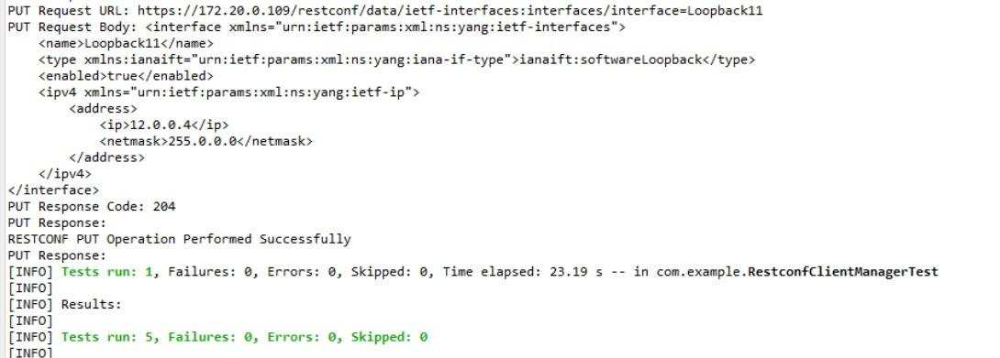 PUT Request URL: https://172.20.0.109/restconf/data/ietf-interfaces:interfaces/interface=Loopback11
PUT Request Body: <interface xmlns="urn:ietf:params:xml:ns:yang:ietf-interfaces">
    <name>Loopback11</name>
    <type xmlns:ianaift="urn:ietf:params:xml:ns:yang:iana-if-type">ianaift:softwareLoopback</type>
    <enabled>true</enabled>
    <ipv4 xmlns="urn:ietf:params:xml:ns:yang:ietf-ip">
        <address>
            <ip>12.0.0.4</ip>
            <netmask>255.0.0.0</netmask>
        </address>
    </ipv4>
</interface>
PUT Response Code: 204
PUT Response:
RESTCONF PUT Operation Performed Successfully
PUT Response:
[INFO] Tests run: 1, Failures: 0, Errors: 0, Skipped: 0, Time elapsed: 23.19 s -- in com.example.RestconfClientManagerTest
[INFO]
[INFO] Results:
[INFO]
[INFO] Tests run: 5, Failures: 0, Errors: 0, Skipped: 0
[INFO]